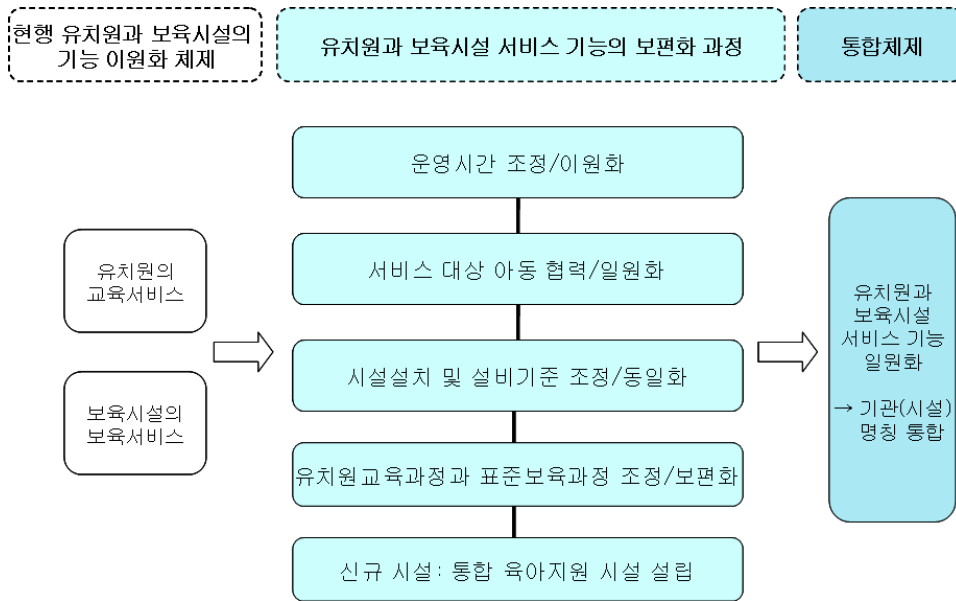 현행 유치원과 보육시설의
기능 이원화 체제
유치원과 보육시설 서비스 기능의 보편화 과정
통합체제
운영시간 조정/이원화
서비스 대상 아동 협력/일원화
시설설치 및 설비기준 조정/동일화
유치원교육과정과 표준보육과정 조정/보편화
신규 시설: 통합 육아지원 시설 설립
유치원의
교육서비스
보육시설의
보육서비스
유치원과
보육시설
서비스 기능
일원화
→ 기관(시설)
명칭 통합